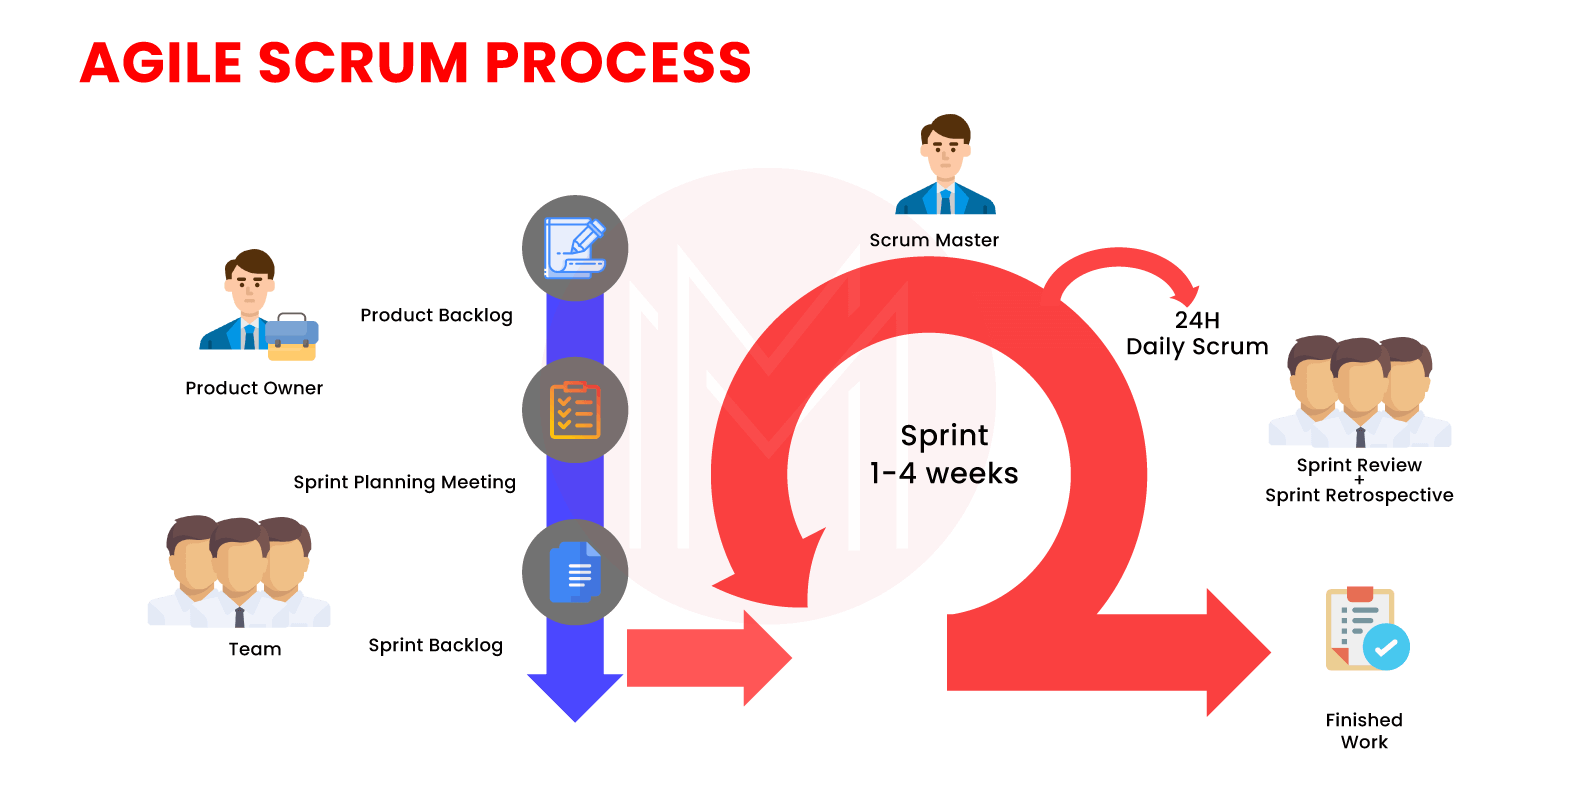 AGILE SCRUM PROCESS
Scrum Master
Product Backlog
24H
Daily Scrum
Product Owner
Sprint
1-4 weeks
Sprint Planning Meeting
Sprint Review
+
Sprint Retrospective
Team
Sprint Backlog
Finished
Work